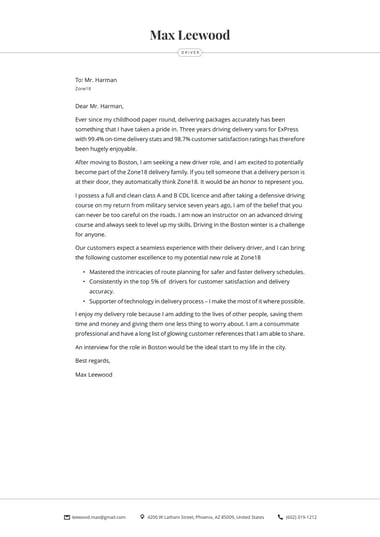 Max Leewood
DRIVER
To: Mr. Harman
Zone18
Dear Mr. Harman,
Ever since my childhood paper round, delivering packages accurately has been
something that I have taken a pride in. Three years driving delivery vans for ExPress
with 99.4% on-time delivery stats and 98.7% customer satisfaction ratings has therefore
been hugely enjoyable.
After moving to Boston, I am seeking a new driver role, and I am excited to potentially
become part of the Zone18 delivery family. If you tell someone that a delivery person is
at their door, they automatically think Zone18. It would be an honor to represent you.
I possess a full and clean class A and B CDL licence and after taking a defensive driving
course on my return from military service seven years ago, I am of the belief that you
can never be too careful on the roads. I am now an instructor on an advanced driving
course and always seek to level up my skills. Driving in the Boston winter is a challenge
for anyone.
Our customers expect a seamless experience with their delivery driver, and I can bring
the following customer excellence to my potential new role at Zone18
• Mastered the intricacies of route planning for safer and faster delivery schedules.
• Consistently in the top 5% of drivers for customer satisfaction and delivery
accuracy.
• Supporter of technology in delivery process – I make the most of it where possible.
I enjoy my delivery role because I am adding to the lives of other people, saving them
time and money and giving them one less thing to worry about. I am a consummate
professional and have a long list of glowing customer references that I am able to share.
An interview for the role in Boston would be the ideal start to my life in the city.
Best regards,
Max Leewood
leewood.max@gmail.com
4200 W Latham Street, Phoenix, AZ 85009, United States
(602) 319-1212